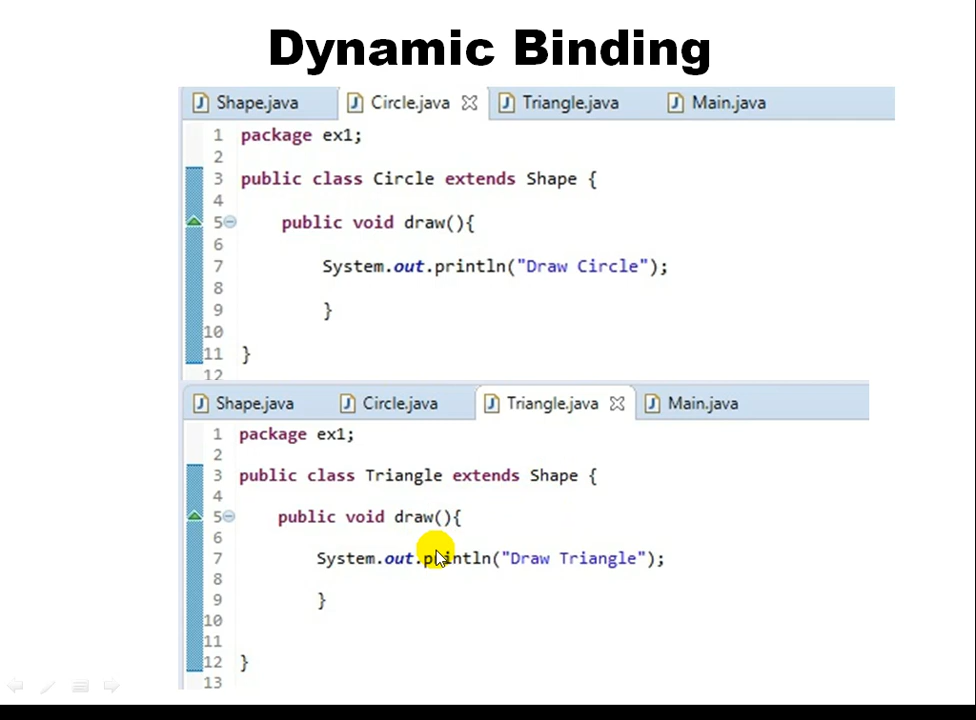 Dynamic Binding
Shape.java Circle.java Triangle.java Main.java
1 package ex1;
2
3 public class Circle extends Shape {
4
5 public void draw(){
6
7 System.out.println("Draw Circle");
8
9 }
10
11 }
12
Shape.java Circle.java Triangle.java Main.java
1 package ex1;
2
3 public class Triangle extends Shape {
4
5 public void draw(){
6
7 System.out.println("Draw Triangle");
8
9 }
10
11
12 }
13